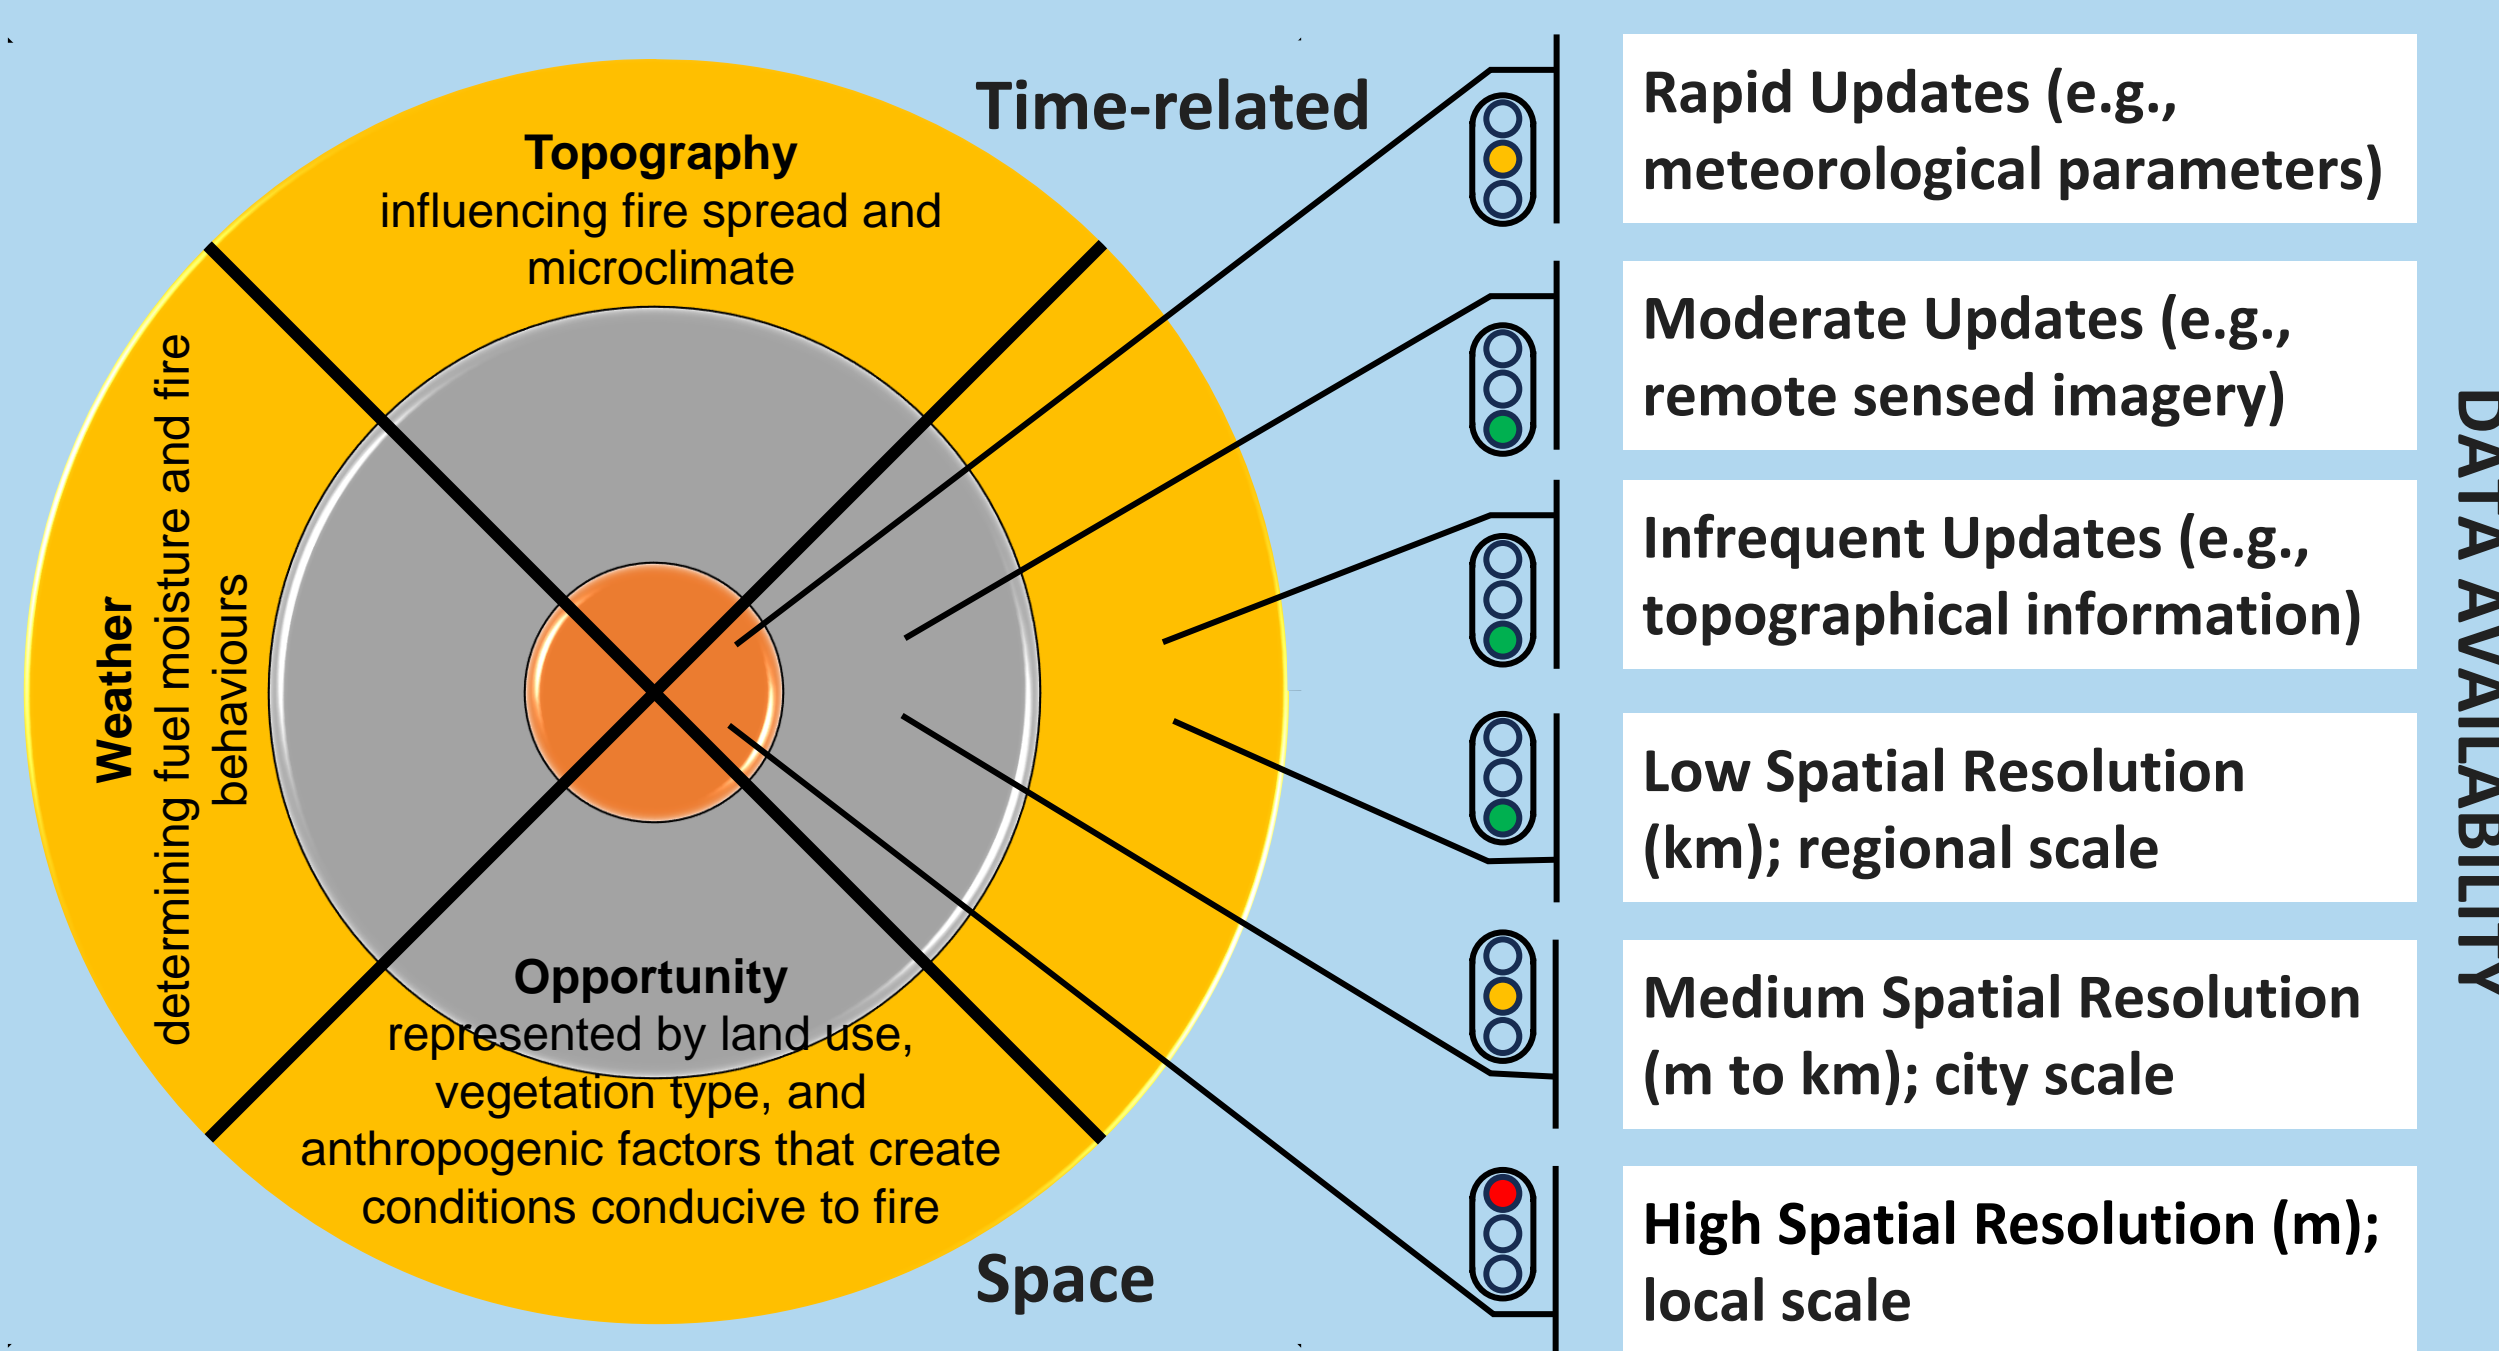 Time-related
Topography
influencing fire spread and
microclimate
Weather
determining fuel moisture and fire
behaviours
Opportunity
represented by land use,
vegetation type, and
anthropogenic factors that create
conditions conducive to fire
Space
Rapid Updates (e.g.,
meteorological parameters)
Moderate Updates (e.g.,
remote sensed imagery)
Infrequent Updates (e.g.,
topographical information)
Low Spatial Resolution
(km); regional scale
Medium Spatial Resolution
(m to km); city scale
High Spatial Resolution (m);
local scale
DATA AVAILABILITY